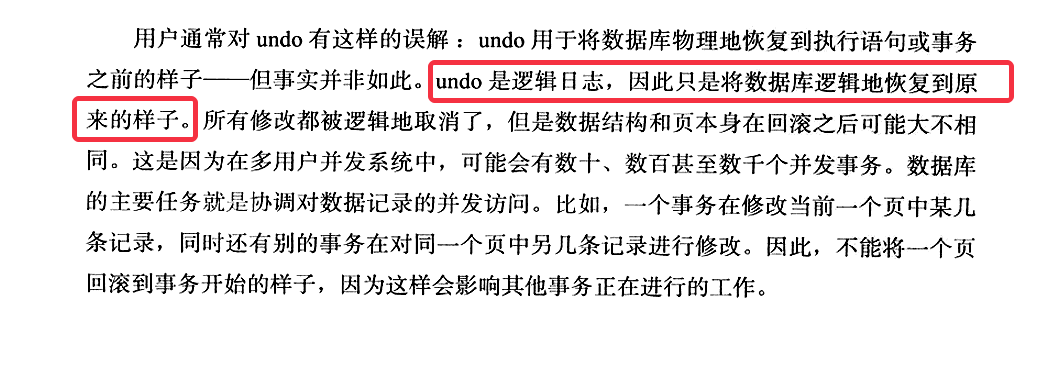 用户通常对 undo 有这样的误解：undo 用于将数据库物理地恢复到执行语句或事务
之前的样子——但事实并非如此。undo 是逻辑日志，因此只是将数据库逻辑地恢复到原
来的样子。所有修改都被逻辑地取消了，但是数据结构和页本身在回滚之后可能大不相
同。这是因为在多用户并发系统中，可能会有数十、数百甚至数千个并发事务。数据库
的主要任务就是协调对数据记录的并发访问。比如，一个事务在修改当前一个页中某几
条记录，同时还有别的事务在对同一个页中另几条记录进行修改。因此，不能将一个页
回滚到事务开始的样子，因为这样会影响其他事务正在进行的工作。